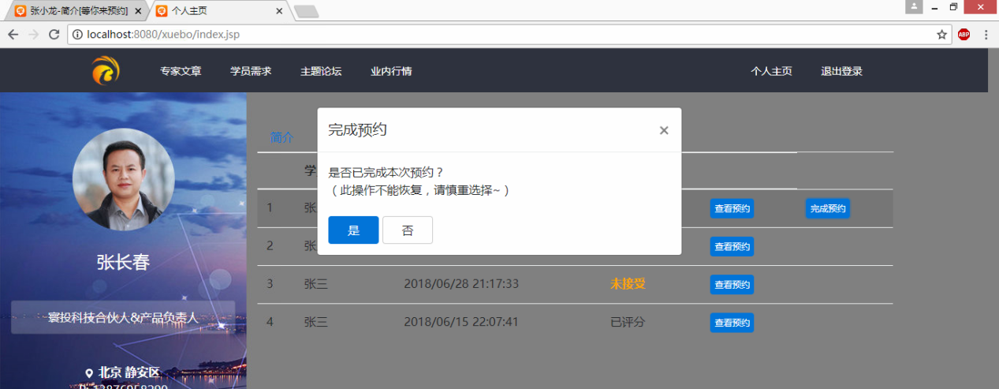 张小龙-简介[等你来预约]
个人主页
localhost:8080/xuebo/index.jsp
ABP
专家文章 学员需求 主题论坛 业内行情 个人主页 退出登录
简介
完成预约 ×
学
是否已完成本次预约？
（此操作不能恢复，请慎重选择~）
是 否
1 张 查看预约 完成预约
2 张 查看预约
3 张三 2018/06/28 21:17:33 未接受 查看预约
4 张三 2018/06/15 22:07:41 已评分 查看预约
张长春
寰投科技合伙人&产品负责人
北京 静安区